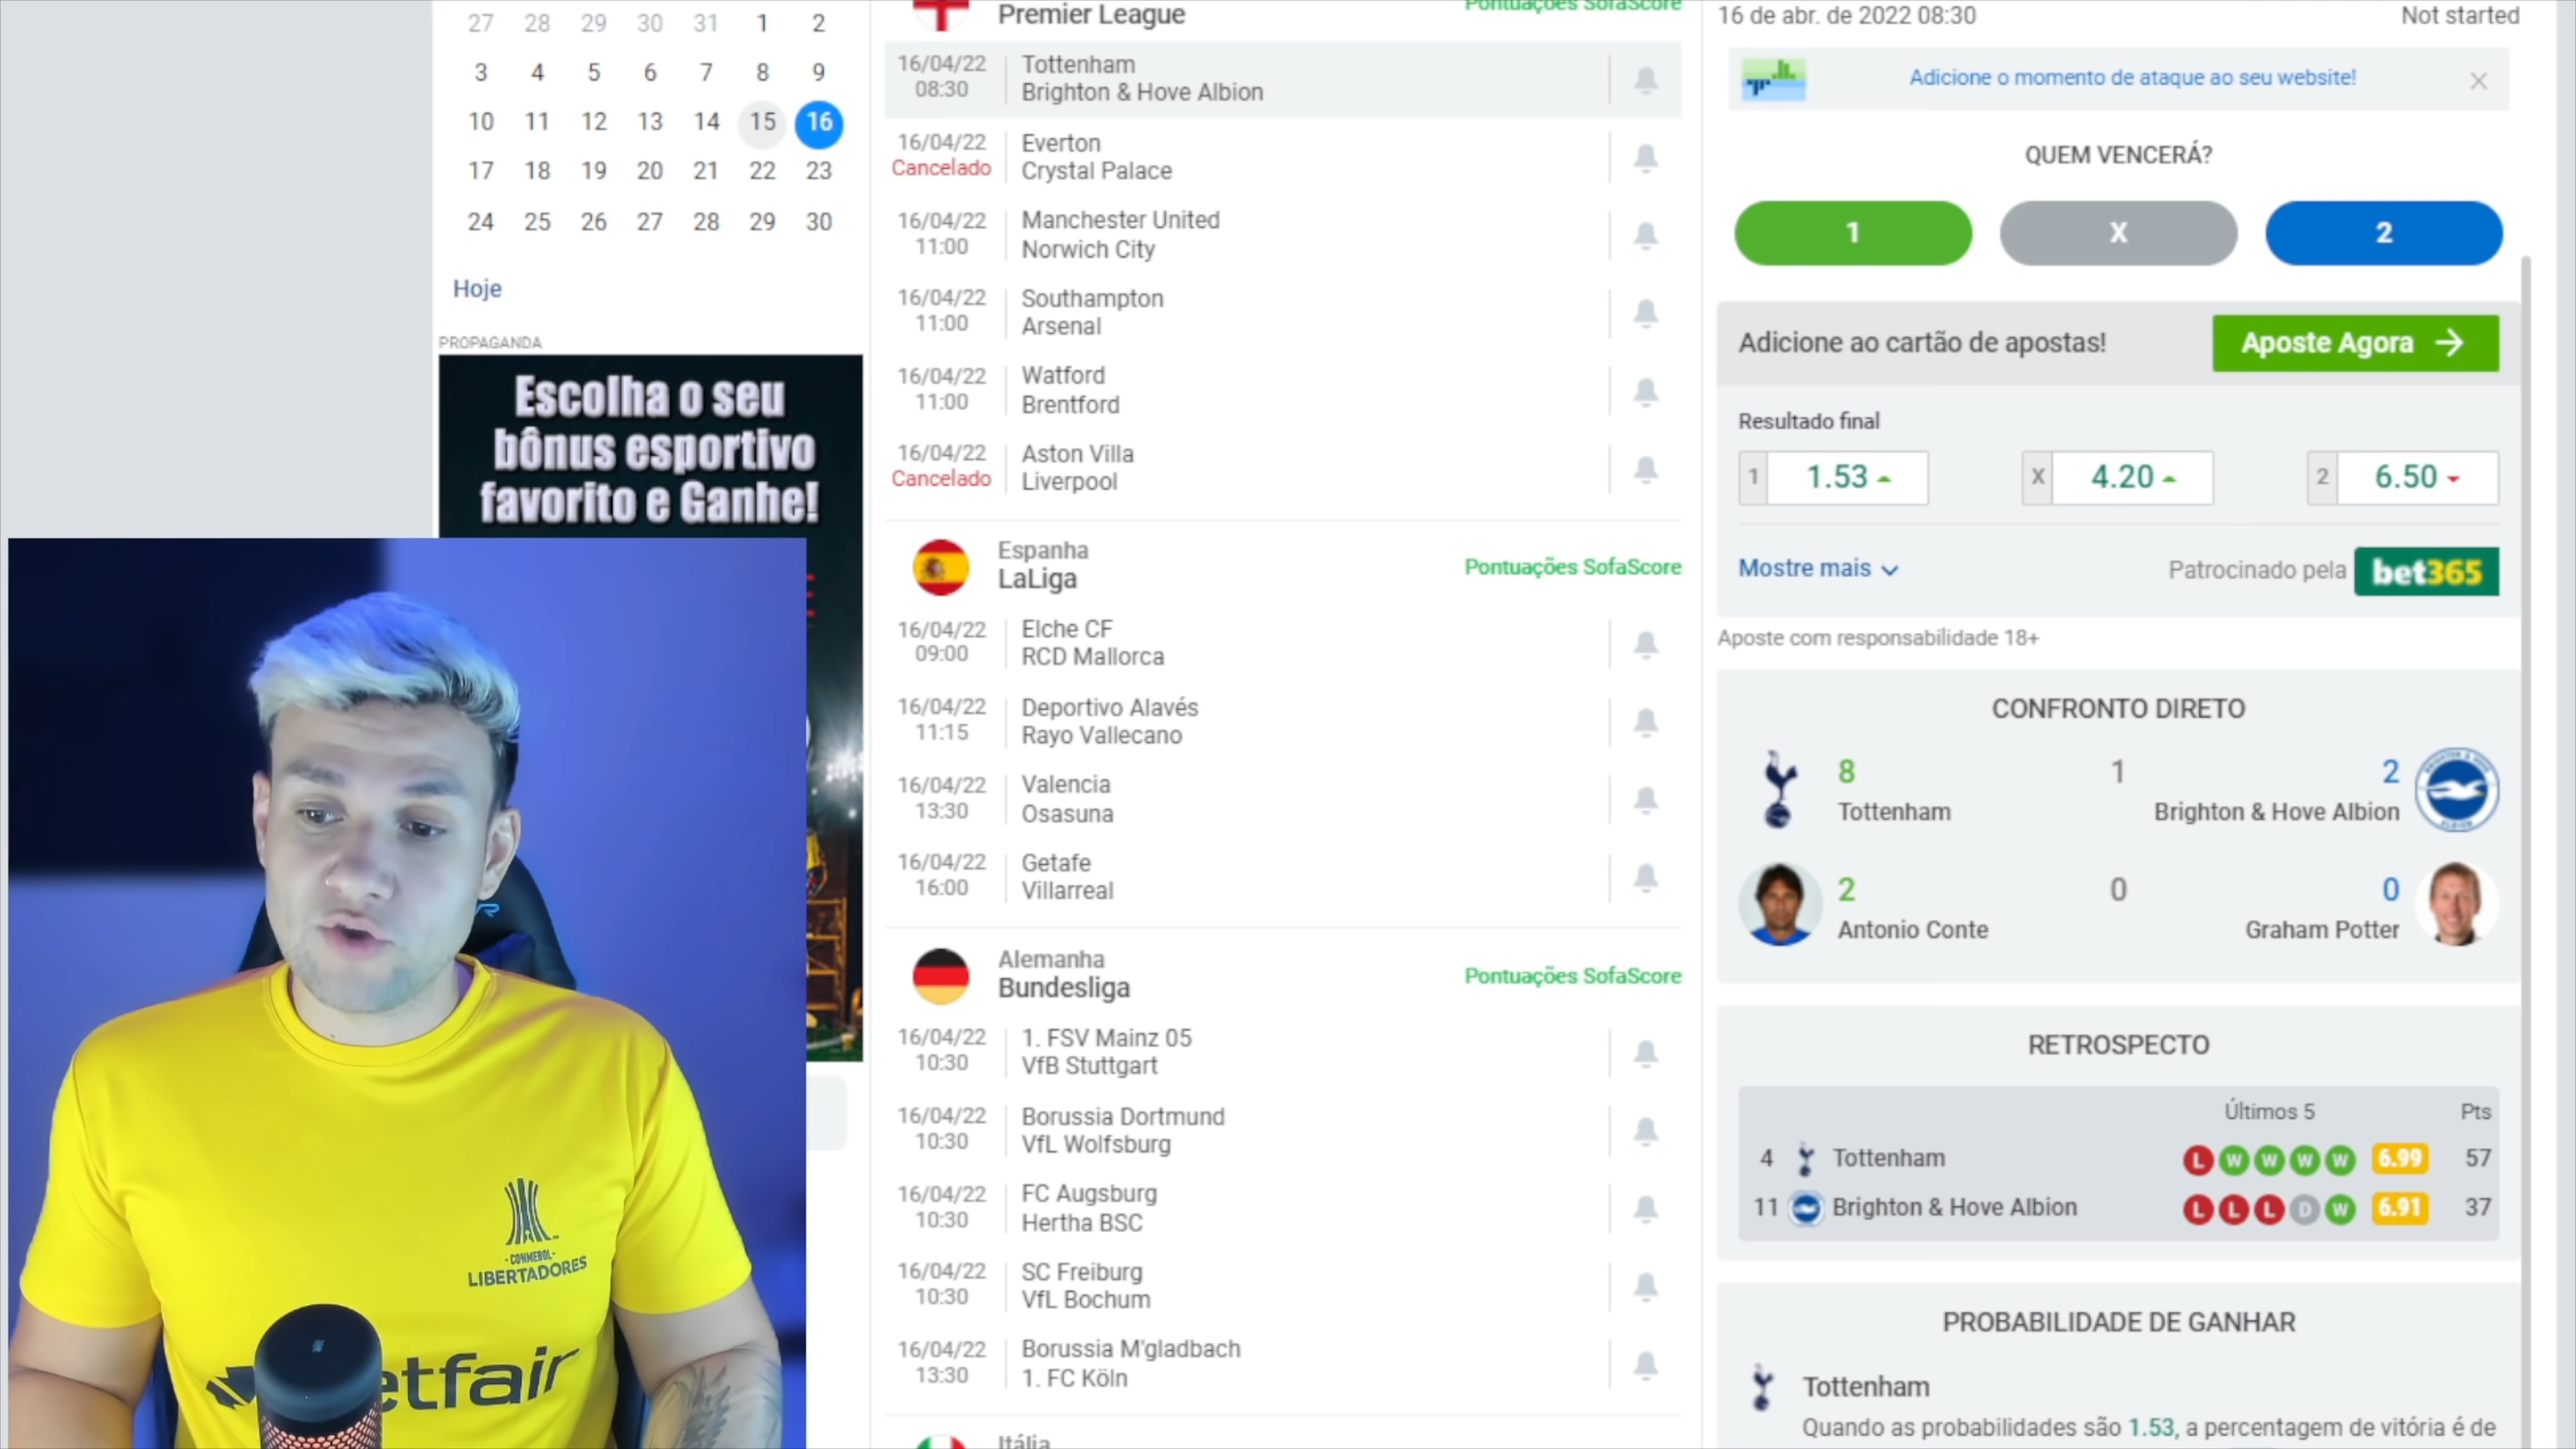 27 28 29 30 31 1 2
3 4 5 6 7 8 9
10 11 12 13 14 15 16
17 18 19 20 21 22 23
24 25 26 27 28 29 30
Hoje
PROPAGANDA
Escolha o seu
bônus esportivo
favorito e Ganhe!
CONMEBOL
LIBERTADORES
etfair
Premier League
Pontuações SofaScore
16/04/22 Tottenham
08:30 Brighton & Hove Albion
16/04/22 Everton
Cancelado Crystal Palace
16/04/22 Manchester United
11:00 Norwich City
16/04/22 Southampton
11:00 Arsenal
16/04/22 Watford
11:00 Brentford
16/04/22 Aston Villa
Cancelado Liverpool
Espanha
LaLiga
Pontuações SofaScore
16/04/22 Elche CF
09:00 RCD Mallorca
16/04/22 Deportivo Alavés
11:15 Rayo Vallecano
16/04/22 Valencia
13:30 Osasuna
16/04/22 Getafe
16:00 Villarreal
Alemanha
Bundesliga
Pontuações SofaScore
16/04/22 1. FSV Mainz 05
10:30 VfB Stuttgart
16/04/22 Borussia Dortmund
10:30 VfL Wolfsburg
16/04/22 FC Augsburg
10:30 Hertha BSC
16/04/22 SC Freiburg
10:30 VfL Bochum
16/04/22 Borussia M'gladbach
13:30 1. FC Köln
Itália
16 de abr. de 2022 08:30 Not started
Adicione o momento de ataque ao seu website!
QUEM VENCERÁ?
1 X 2
Adicione ao cartão de apostas! Aposte Agora
Resultado final
1 1.53 X 4.20 2 6.50
Mostre mais Patrocinado pela bet365
Aposte com responsabilidade 18+
CONFRONTO DIRETO
8 1 2
Tottenham Brighton & Hove Albion
2 0 0
Antonio Conte Graham Potter
RETROSPECTO
Últimos 5 Pts
4 Tottenham L W W W W 6.99 57
11 Brighton & Hove Albion L L L D W 6.91 37
PROBABILIDADE DE GANHAR
Tottenham
Quando as probabilidades são 1.53, a percentagem de vitória é de